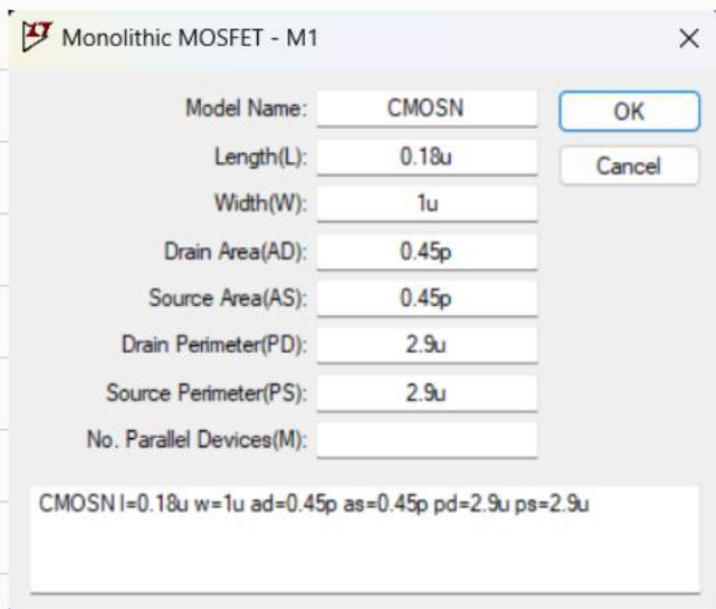 Monolithic MOSFET - M1
Model Name: CMOSN OK
Length(L): 0.18u Cancel
Width(W): 1u
Drain Area(AD): 0.45p
Source Area(AS): 0.45p
Drain Perimeter(PD): 2.9u
Source Perimeter(PS): 2.9u
No. Parallel Devices(M):
CMOSN l=0.18u w=1u ad=0.45p as=0.45p pd=2.9u ps=2.9u